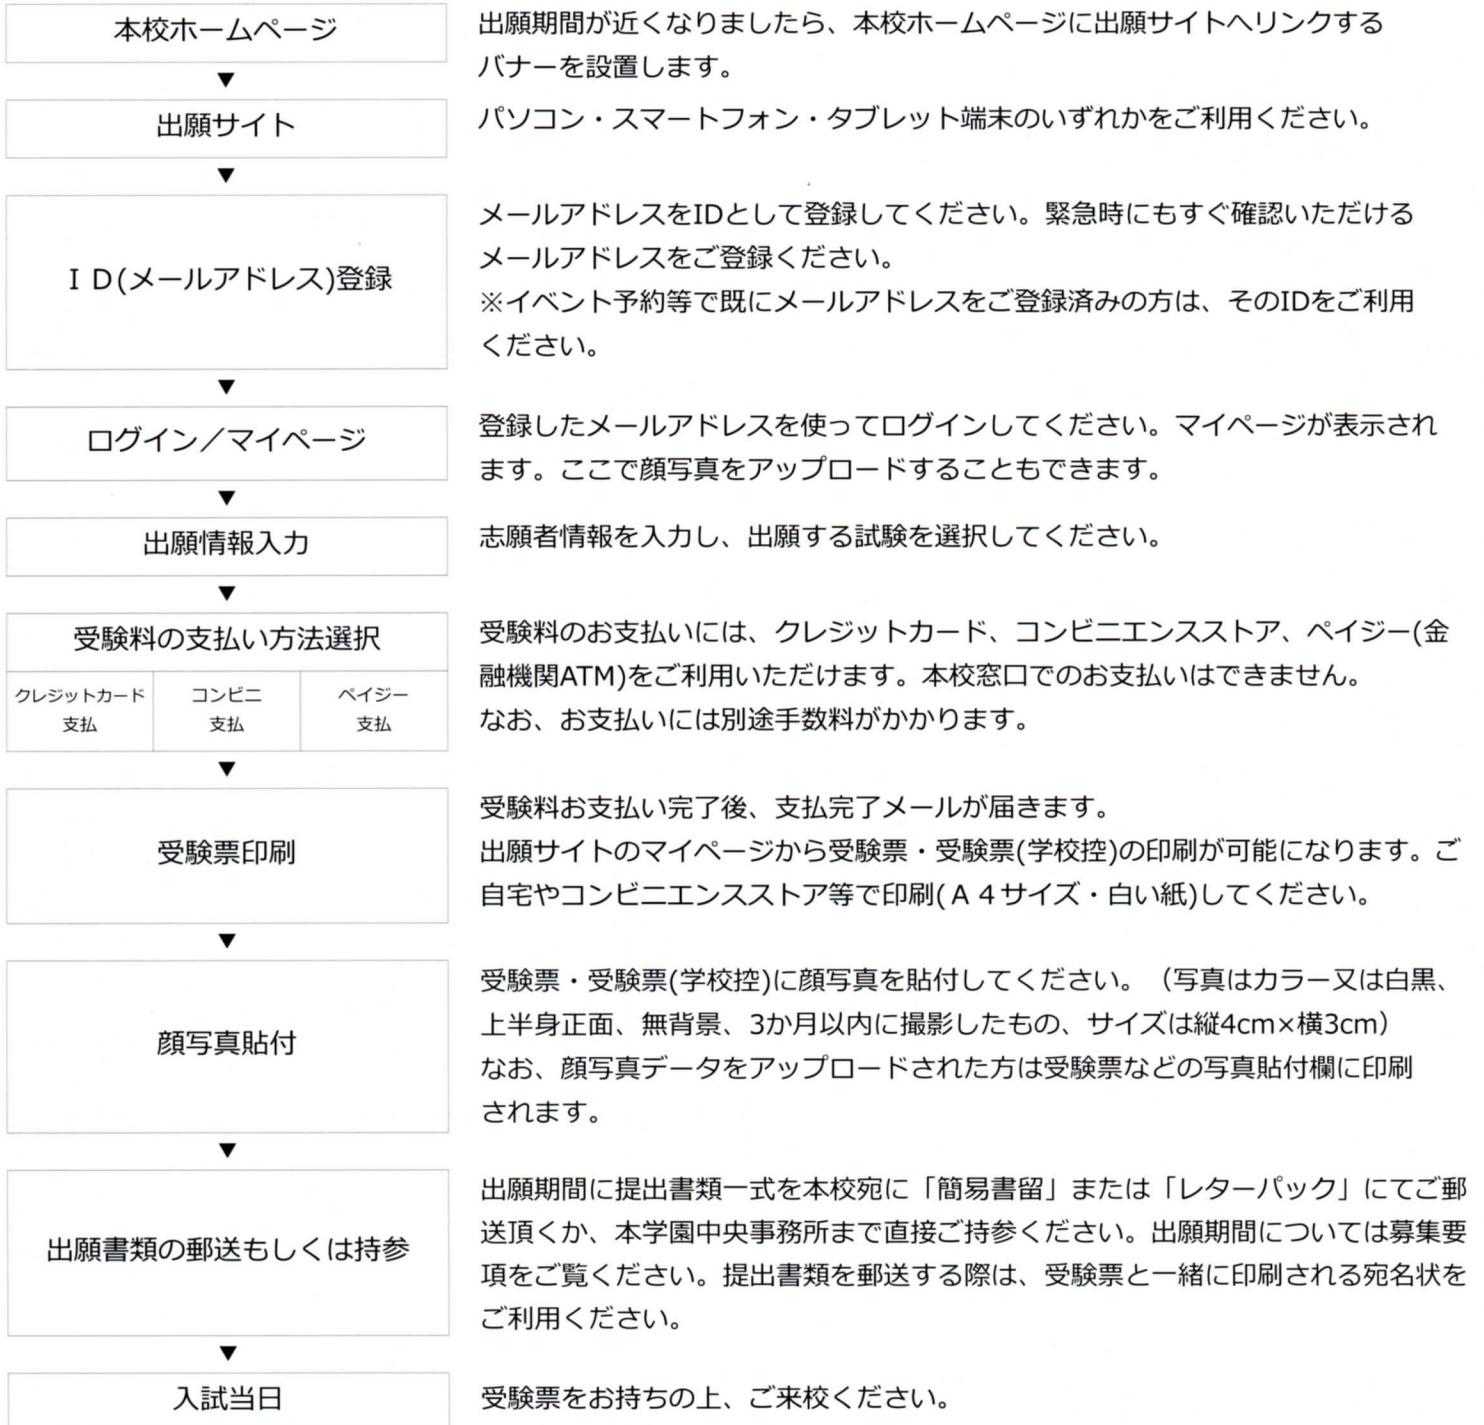 本校ホームページ
出願期間が近くなりましたら、本校ホームページに出願サイトへリンクする
バナーを設置します。
▼
出願サイト
パソコン・スマートフォン・タブレット端末のいずれかをご利用ください。
▼
ＩＤ(メールアドレス)登録
メールアドレスをIDとして登録してください。緊急時にもすぐ確認いただける
メールアドレスをご登録ください。
※イベント予約等で既にメールアドレスをご登録済みの方は、そのIDをご利用
ください。
▼
ログイン／マイページ
登録したメールアドレスを使ってログインしてください。マイページが表示され
ます。ここで顔写真をアップロードすることもできます。
▼
出願情報入力
志願者情報を入力し、出願する試験を選択してください。
▼
受験料の支払い方法選択
クレジットカード
支払
コンビニ
支払
ペイジー
支払
受験料のお支払いには、クレジットカード、コンビニエンスストア、ペイジー(金
融機関ATM)をご利用いただけます。本校窓口でのお支払いはできません。
なお、お支払いには別途手数料がかかります。
▼
受験票印刷
受験料お支払い完了後、支払完了メールが届きます。
出願サイトのマイページから受験票・受験票(学校控)の印刷が可能になります。ご
自宅やコンビニエンスストア等で印刷(Ａ４サイズ・白い紙)してください。
▼
顔写真貼付
受験票・受験票(学校控)に顔写真を貼付してください。（写真はカラー又は白黒、
上半身正面、無背景、3か月以内に撮影したもの、サイズは縦4cm×横3cm）
なお、顔写真データをアップロードされた方は受験票などの写真貼付欄に印刷
されます。
▼
出願書類の郵送もしくは持参
出願期間に提出書類一式を本校宛に「簡易書留」または「レターパック」にてご郵
送頂くか、本学園中央事務所まで直接ご持参ください。出願期間については募集要
項をご覧ください。提出書類を郵送する際は、受験票と一緒に印刷される宛名状を
ご利用ください。
▼
入試当日
受験票をお持ちの上、ご来校ください。